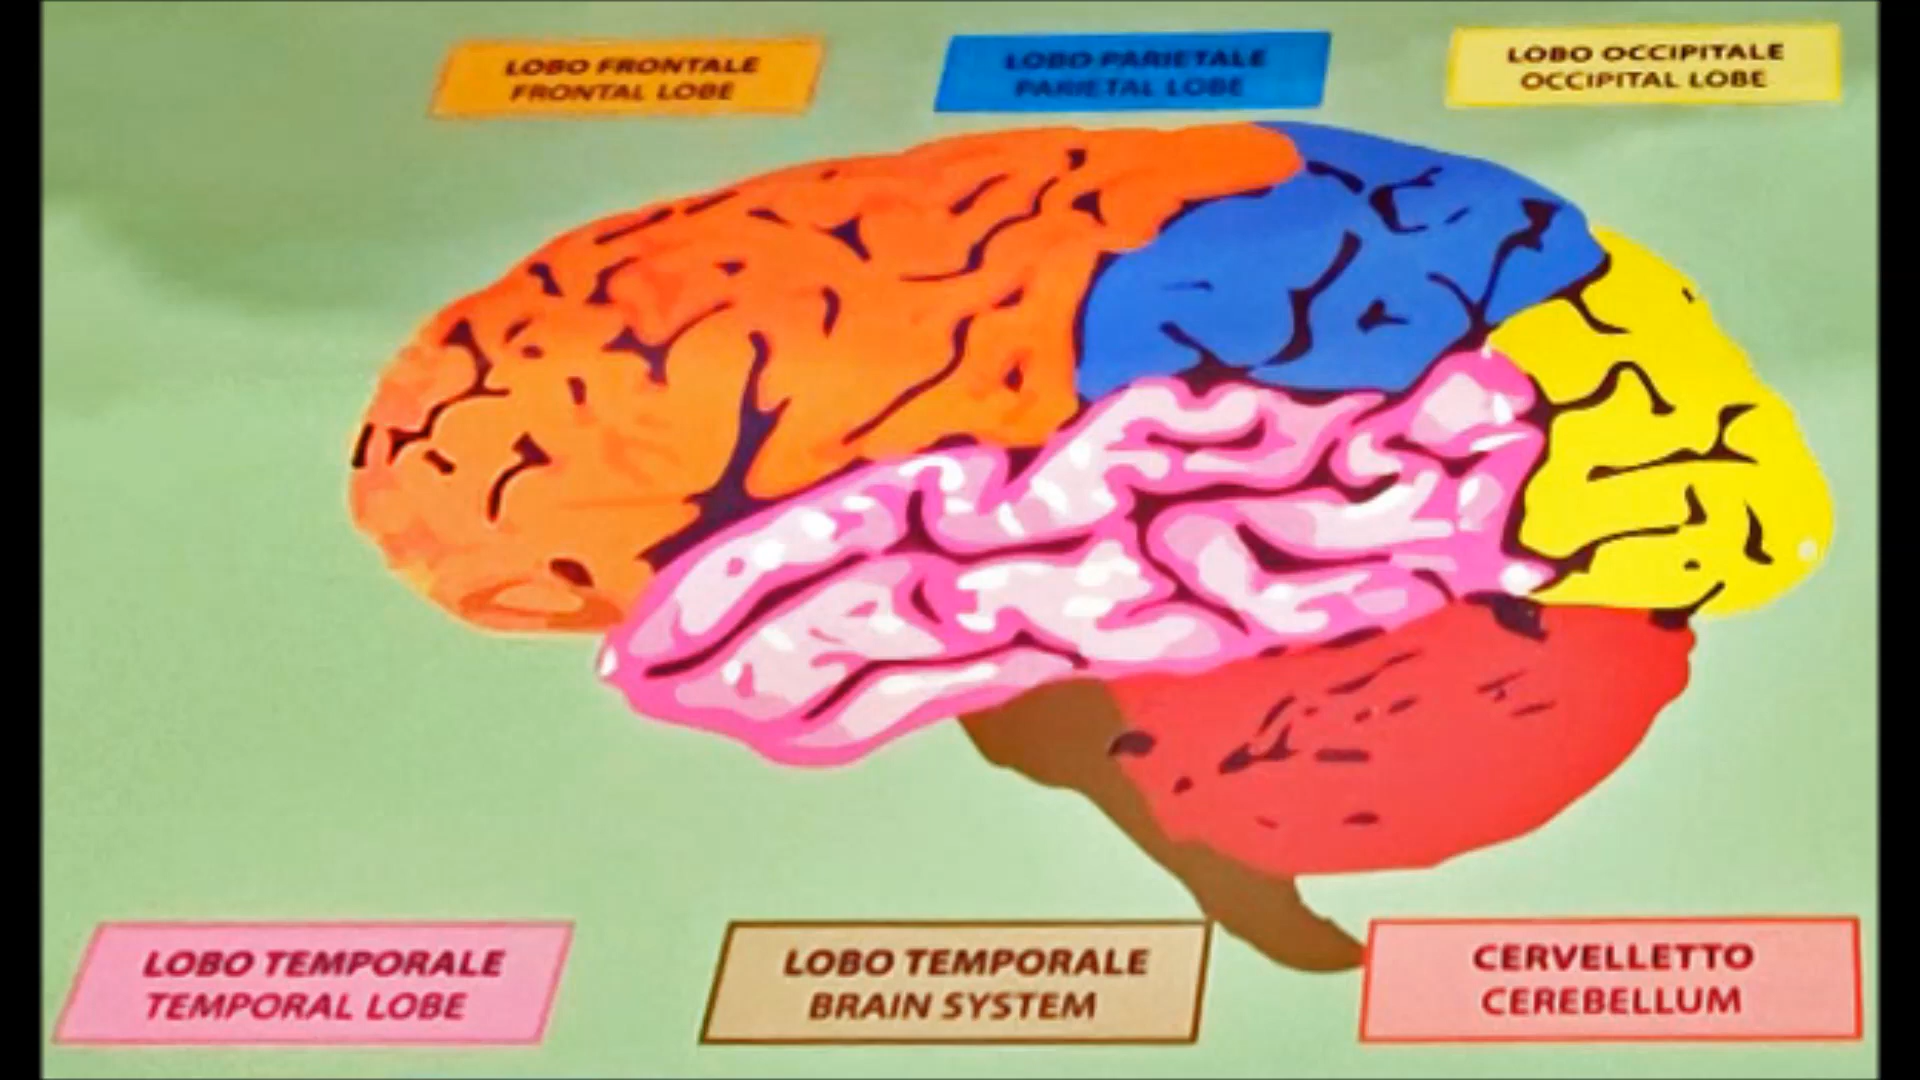 LOBO FRONTALE
FRONTAL LOBE
LOBO PARIETALE
PARIETAL LOBE
LOBO OCCIPITALE
OCCIPITAL LOBE
LOBO TEMPORALE
TEMPORAL LOBE
LOBO TEMPORALE
BRAIN SYSTEM
CERVELLETTO
CEREBELLUM